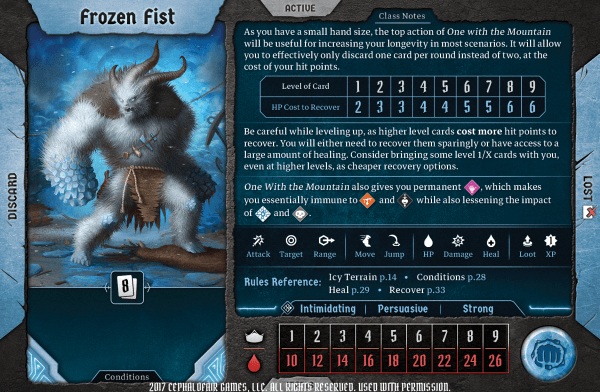 Frozen Fist
ACTIVE
Class Notes
As you have a small hand size, the top action of One with the Mountain
will be useful for increasing your longevity in most scenarios. It will allow
you to effectively only discard one card per round instead of two, at the
cost of your hit points.
Level of Card 1 2 3 4 5 6 7 8 9
HP Cost to Recover 2 3 3 4 4 5 5 6 6
Be careful while leveling up, as higher level cards cost more hit points to
recover. You will either need to recover them sparingly or have access to a
large amount of healing. Consider bringing some level 1/X cards with you,
even at higher levels, as cheaper recovery options.
One With the Mountain also gives you permanent , which makes
you essentially immune to and while also lessening the impact
of and .
Attack Target Range Move Jump HP Damage Heal Loot XP
Rules Reference: Icy Terrain p.14 • Conditions p.28
Heal p.29 • Recover p.33
Intimidating | Persuasive | Strong
1 2 3 4 5 6 7 8 9
10 12 14 16 18 20 22 24 26
DISCARD
LOST
8
Conditions
2017 CEPHALOFAIR GAMES, LLC. ALL RIGHTS RESERVED. USED WITH PERMISSION.